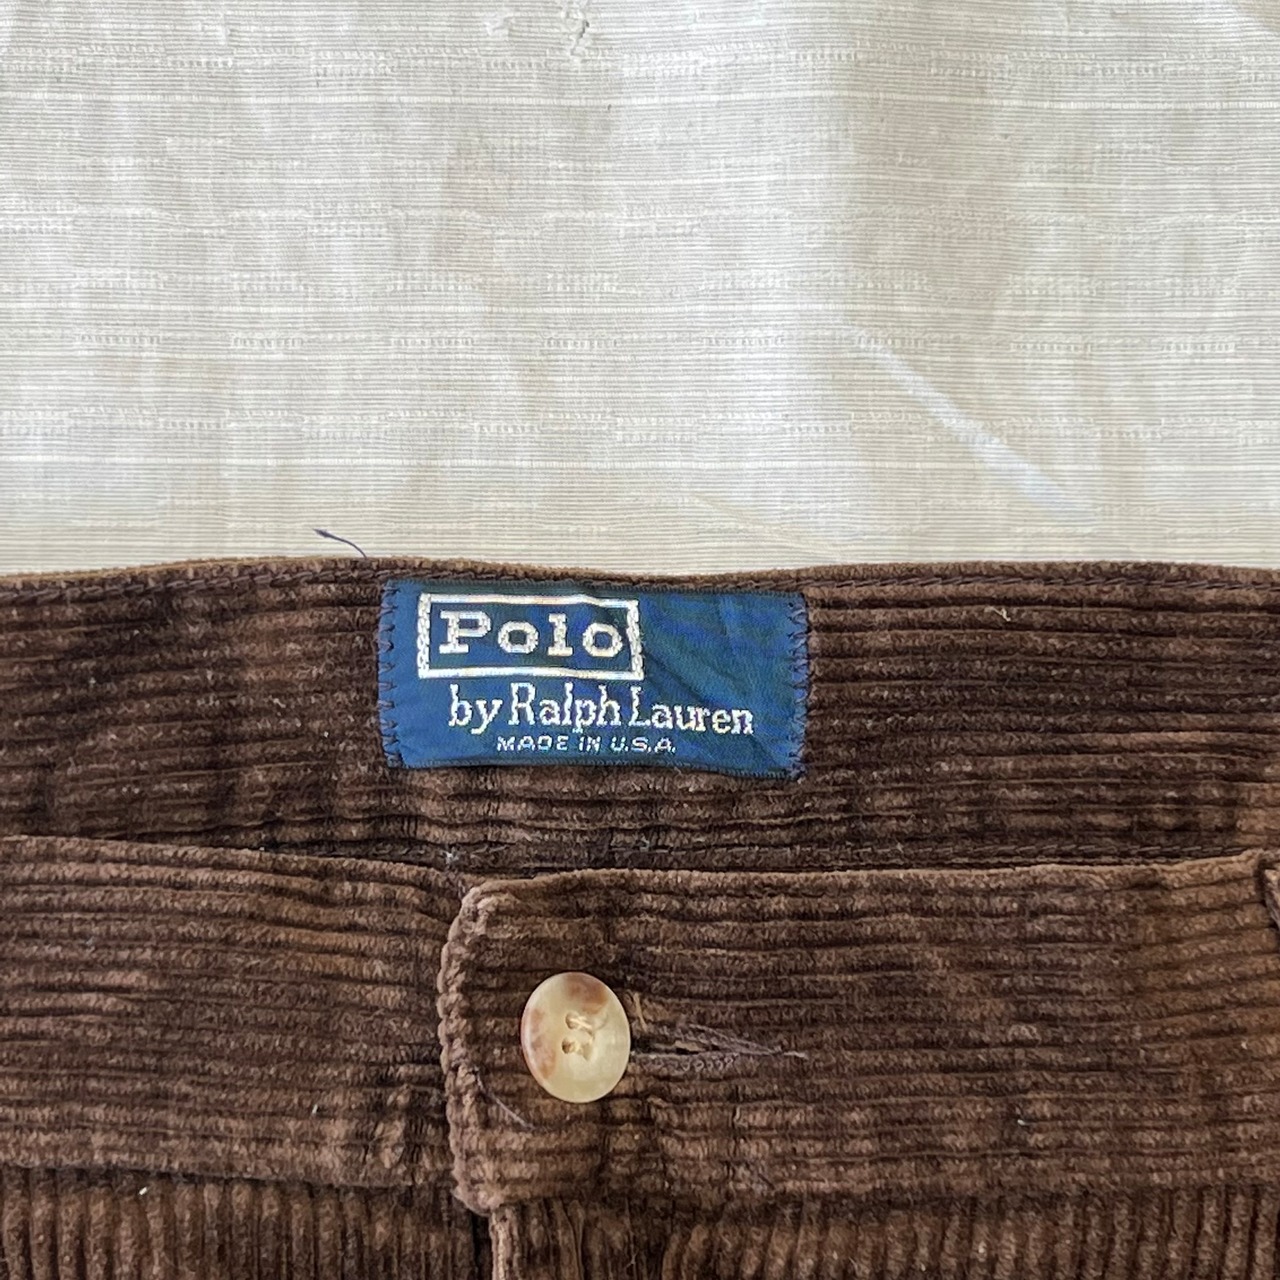 Polo
by Ralph Lauren
MADE IN U.S.A.